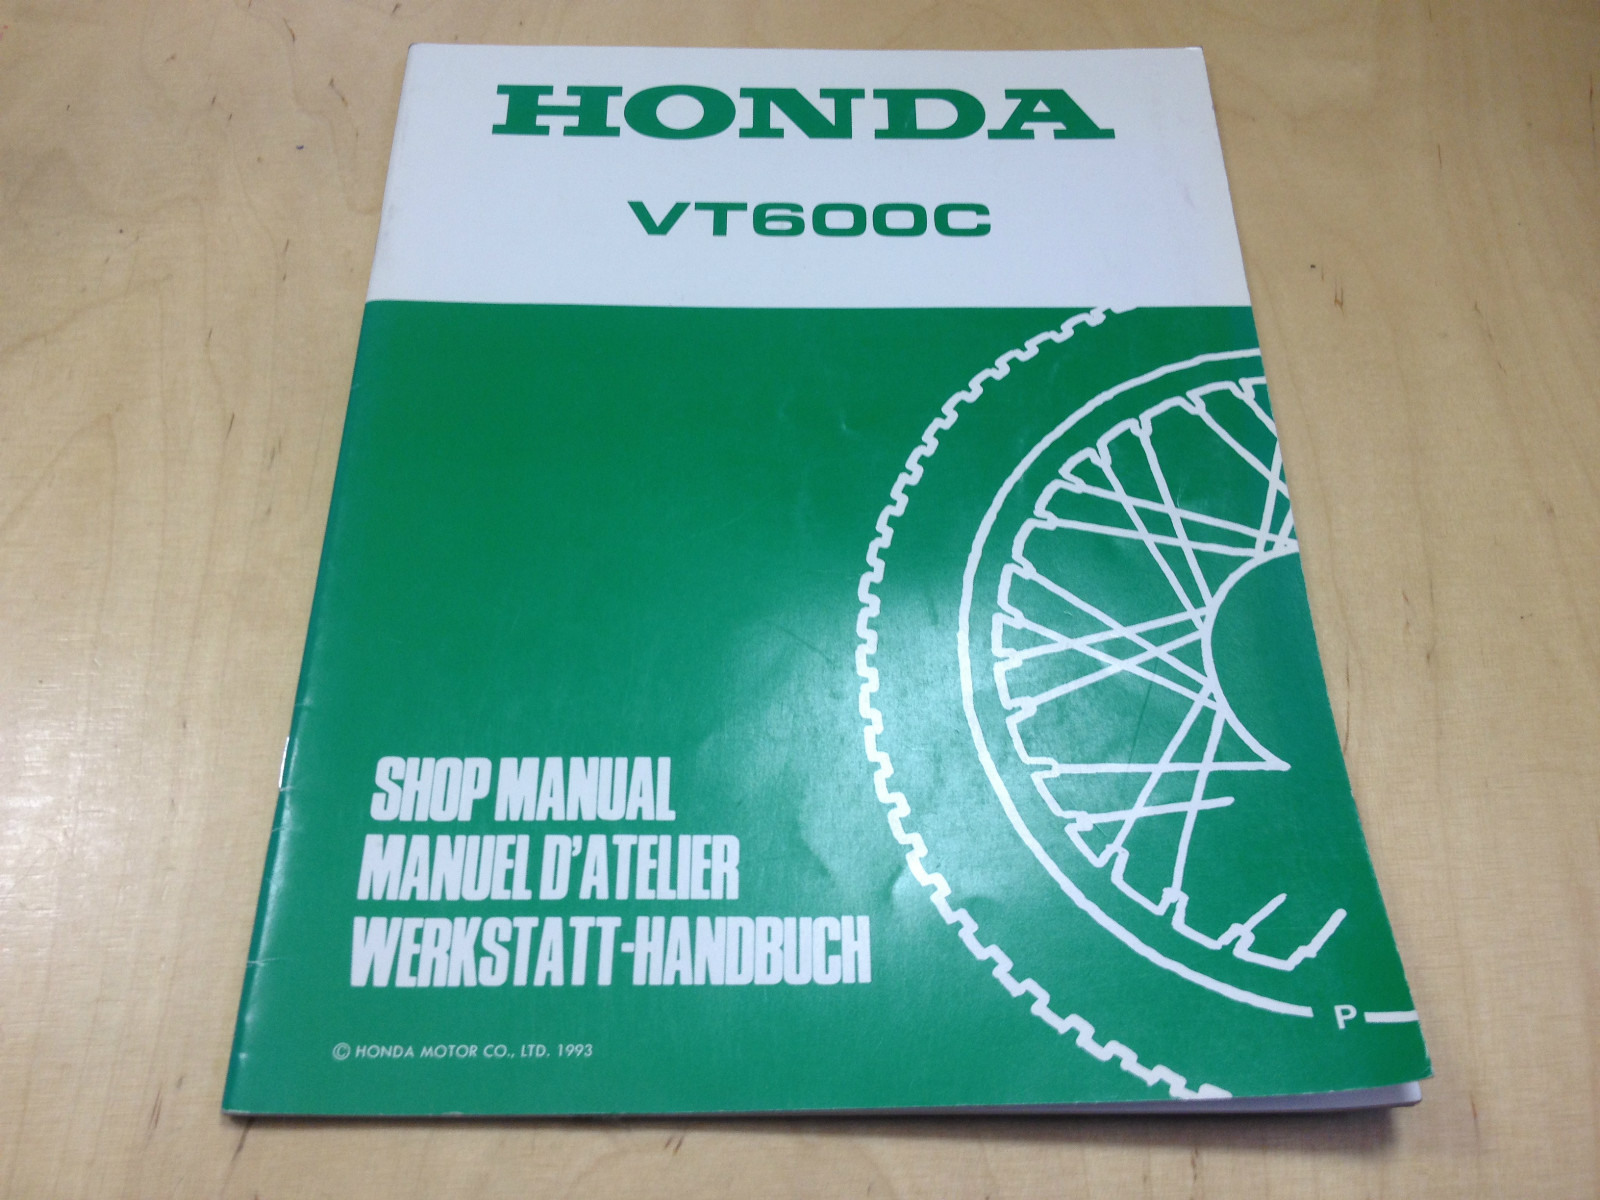 HONDA
VT600C
SHOP MANUAL
MANUEL D'ATELIER
WERKSTATT-HANDBUCH
P
© HONDA MOTOR CO., LTD. 1993